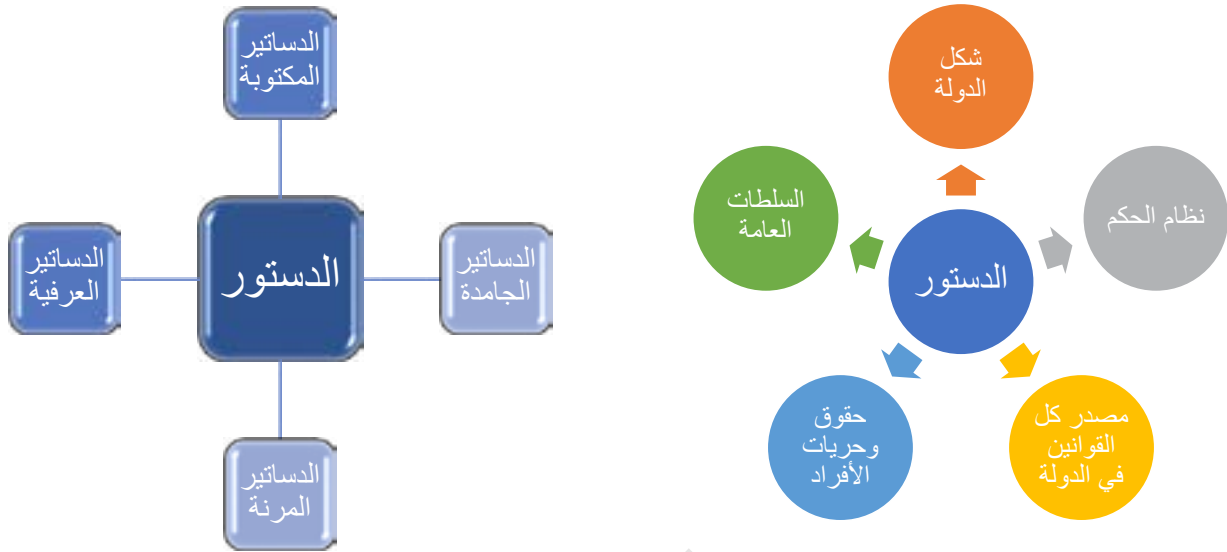 شكل
الدولة
نظام الحكم
السلطات
العامة
الدستور
حقوق
وحريات
الأفراد
مصدر كل
القوانين
في الدولة
الدساتير
المكتوبة
الدساتير
الجامدة
الدستور
الدساتير
العرفية
الدساتير
المرنة